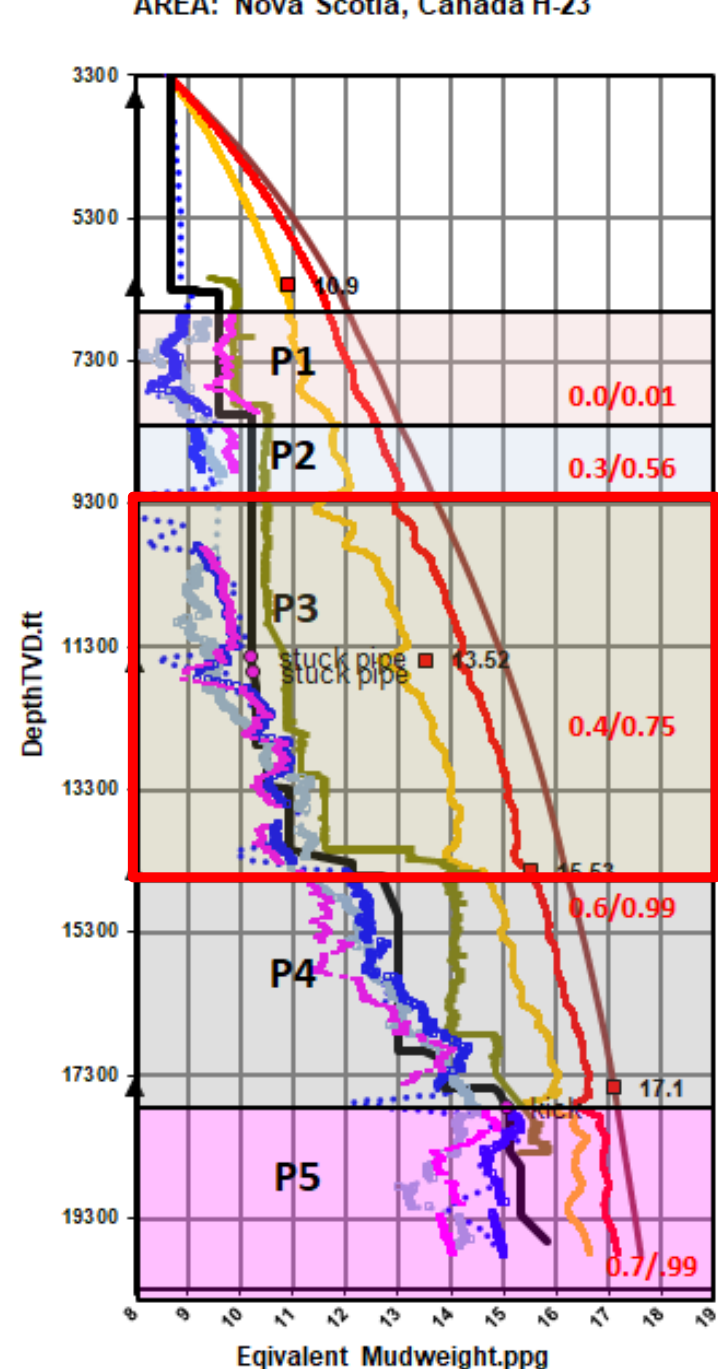 AREA: Nova Scotia, Canada H-23
3300
5300
10.9
P1
7300
0.0/0.01
P2
0.3/0.56
9300
P3
11300
stuck pipe
13.52
stuck pipe
DepthTVD.ft
0.4/0.75
13300
15.53
0.6/0.99
15300
P4
17300
17.1
kick
P5
19300
0.7/.99
8 9 10 11 12 13 14 15 16 17 18 19
Eqivalent Mudweight.ppg